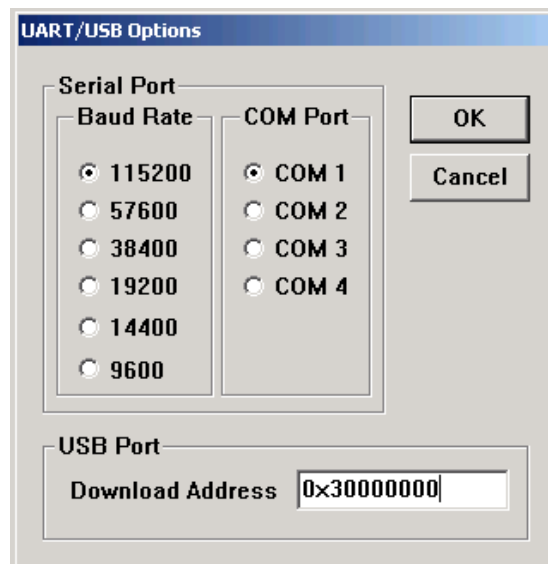 UART/USB Options
Serial Port
Baud Rate
115200
57600
38400
19200
14400
9600
COM Port
COM 1
COM 2
COM 3
COM 4
OK
Cancel
USB Port
Download Address 0x30000000